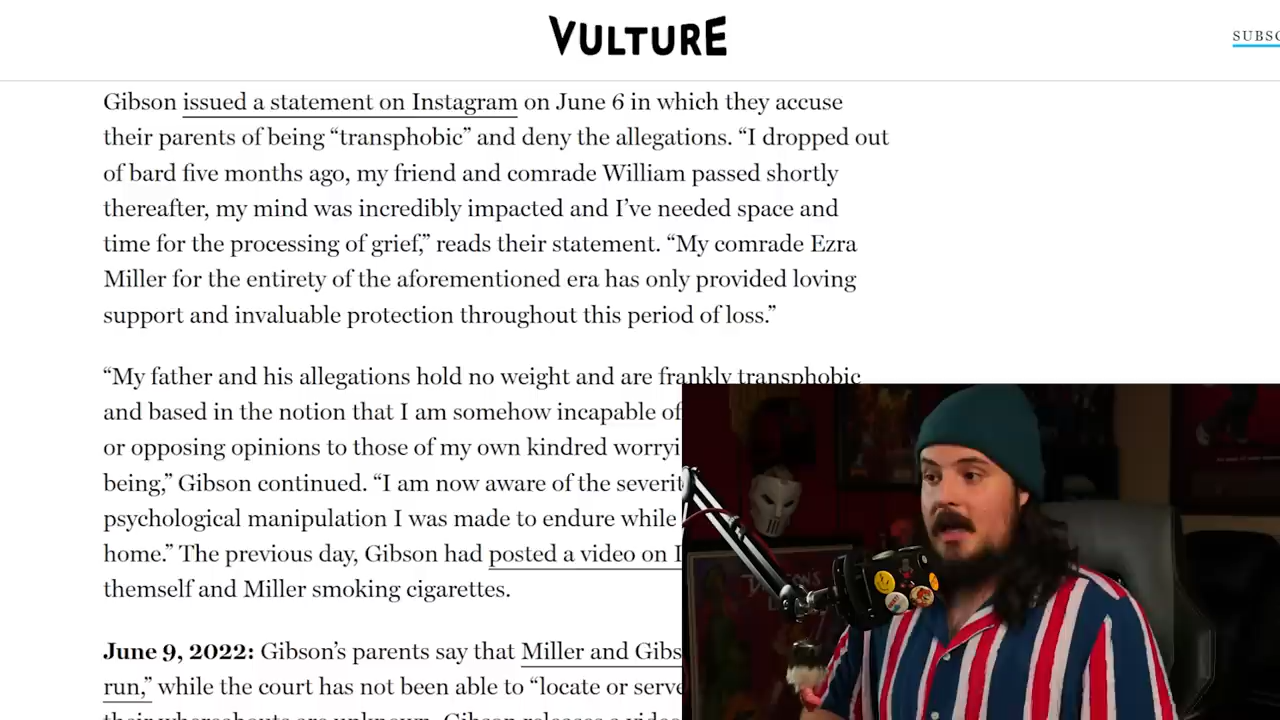 VULTURE
SUBSC
Gibson issued a statement on Instagram on June 6 in which they accuse
their parents of being “transphobic” and deny the allegations. “I dropped out
of bard five months ago, my friend and comrade William passed shortly
thereafter, my mind was incredibly impacted and I’ve needed space and
time for the processing of grief,” reads their statement. “My comrade Ezra
Miller for the entirety of the aforementioned era has only provided loving
support and invaluable protection throughout this period of loss.”
“My father and his allegations hold no weight and are frankly transphobic
and based in the notion that I am somehow incapable of
or opposing opinions to those of my own kindred worryi
being,” Gibson continued. “I am now aware of the severit
psychological manipulation I was made to endure while
home.” The previous day, Gibson had posted a video on I
themself and Miller smoking cigarettes.
June 9, 2022: Gibson’s parents say that Miller and Gibs
run,” while the court has not been able to “locate or serve